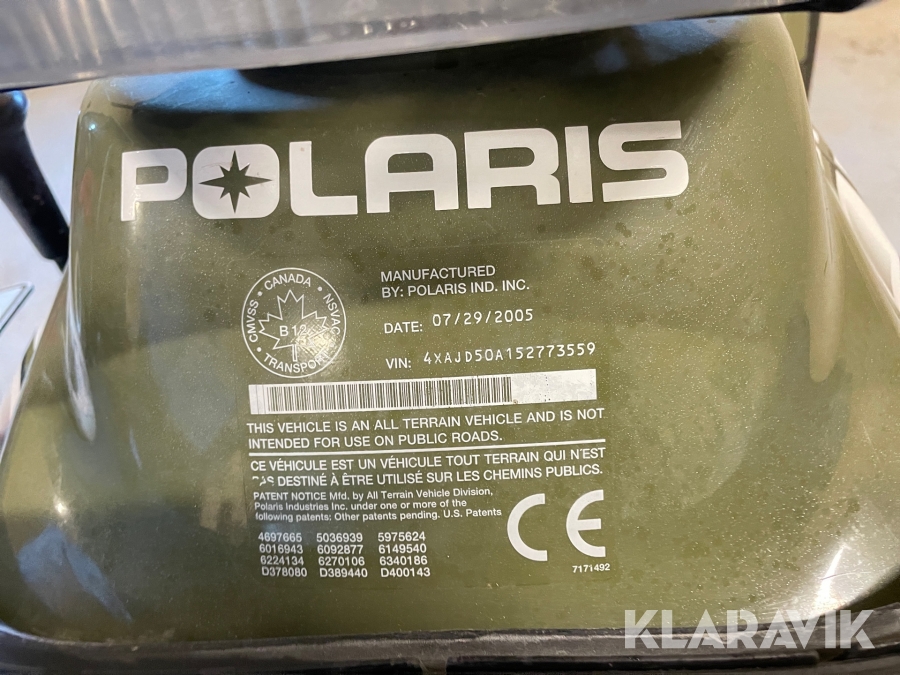 POLARIS
CMVSS • CANADA • NSVAC
TRANSPORT
MANUFACTURED
BY: POLARIS IND. INC.
DATE: 07/29/2005
VIN: 4XAJD50A152773559
THIS VEHICLE IS AN ALL TERRAIN VEHICLE AND IS NOT
INTENDED FOR USE ON PUBLIC ROADS.
CE VÉHICULE EST UN VÉHICULE TOUT TERRAIN QUI N'EST
PAS DESTINÉ À ÊTRE UTILISÉ SUR LES CHEMINS PUBLICS.
PATENT NOTICE Mfd. by All Terrain Vehicle Division,
Polaris Industries Inc. under one or more of the
following patents: Other patents pending. U.S. Patents
4697665 5036939 5975624
6016943 6092877 6149540
6224134 6270106 6340186
D378080 D389440 D400143
CE
7171492
KLARAVIK